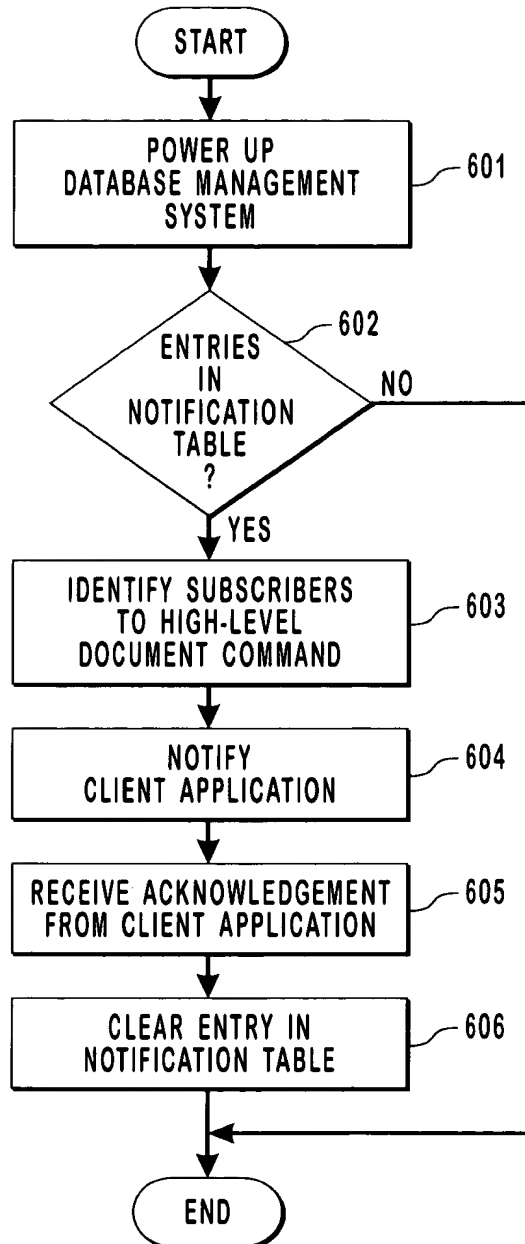 START
POWER UP
DATABASE MANAGEMENT
SYSTEM
601
602
ENTRIES
IN
NOTIFICATION
TABLE
?
NO
YES
IDENTIFY SUBSCRIBERS
TO HIGH-LEVEL
DOCUMENT COMMAND
603
NOTIFY
CLIENT APPLICATION
604
RECEIVE ACKNOWLEDGEMENT
FROM CLIENT APPLICATION
605
CLEAR ENTRY IN
NOTIFICATION TABLE
606
END